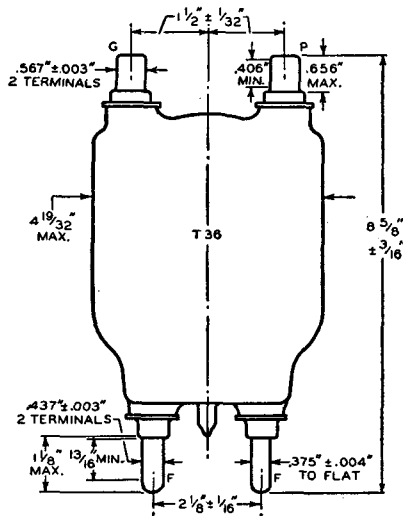 1 1/2" ± 1/32"
G
P
.567"±.003"
2 TERMINALS
.406"
MIN.
.656"
MAX.
4 19/32"
MAX.
T36
8 5/8"
± 3/16"
.437"±.003"
2 TERMINALS
1 1/8"
MAX.
13/16" MIN.
F
F
.375"±.004"
TO FLAT
2 1/8" ± 1/16"